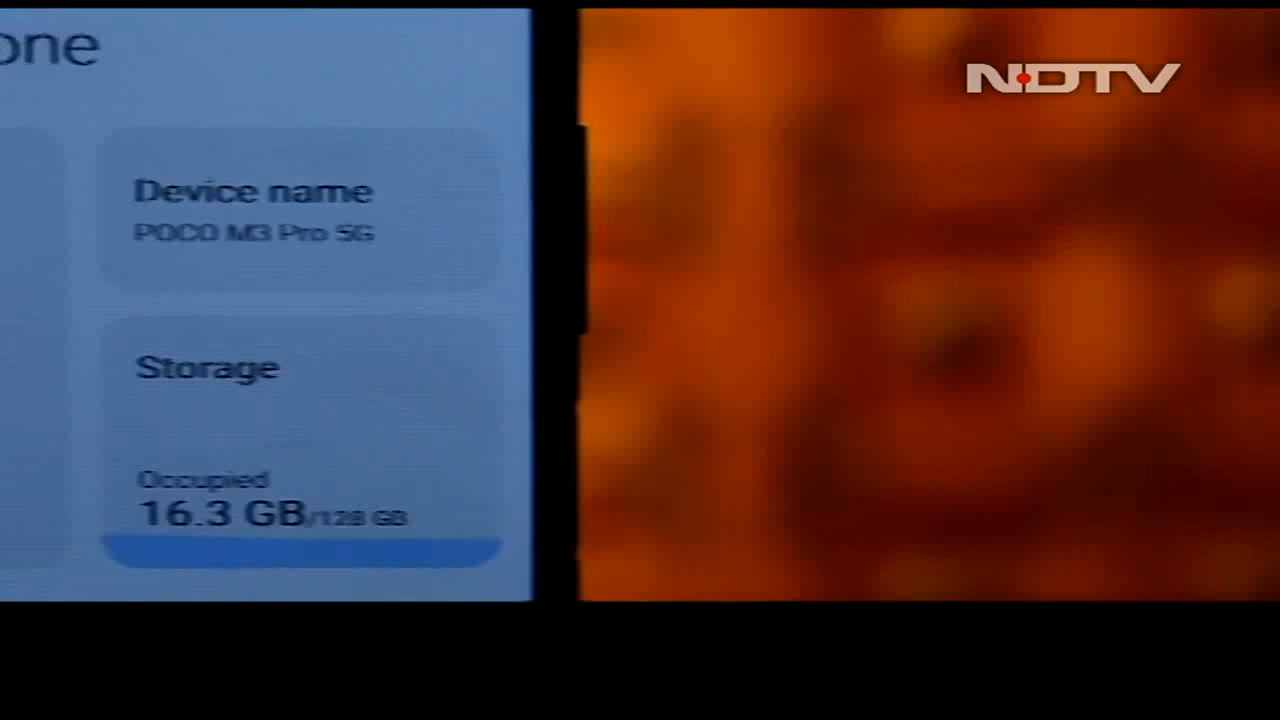 one
NDTV
Device name
POCO M3 Pro 5G
Storage
Occupied
16.3 GB/128 GB